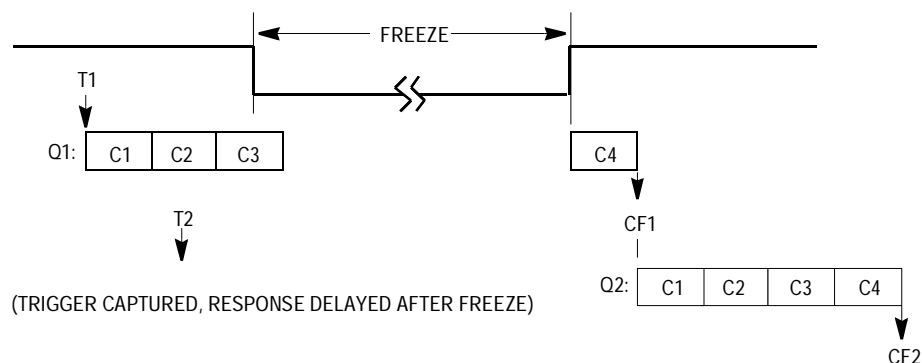 FREEZE
T1
Q1: C1 C2 C3 C4
T2
CF1
Q2: C1 C2 C3 C4
(TRIGGER CAPTURED, RESPONSE DELAYED AFTER FREEZE)
CF2